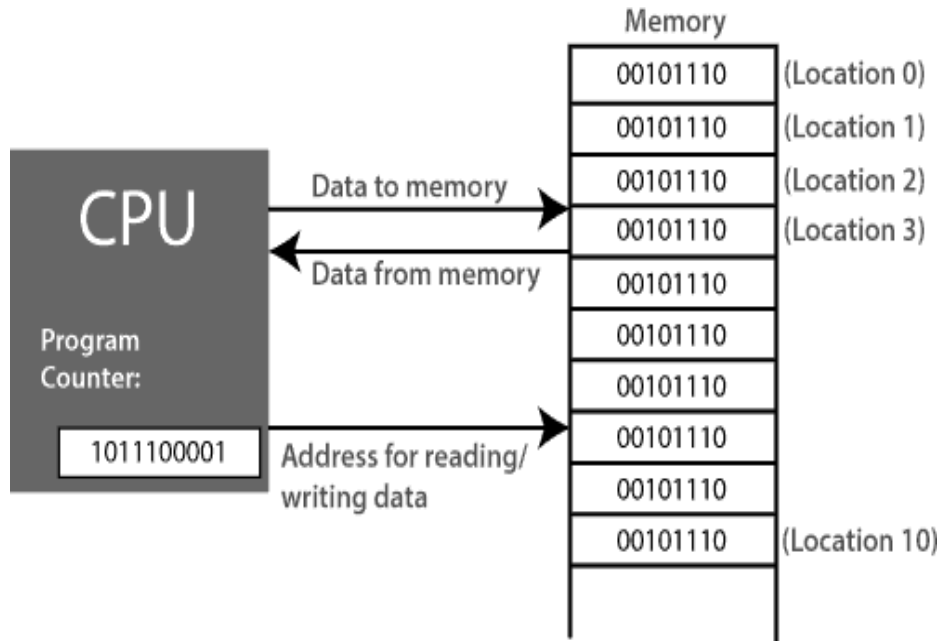 Memory
00101110 (Location 0)
00101110 (Location 1)
00101110 (Location 2)
00101110 (Location 3)
00101110
00101110
00101110
00101110
00101110
00101110 (Location 10)
CPU
Program
Counter:
1011100001
Data to memory
Data from memory
Address for reading/
writing data